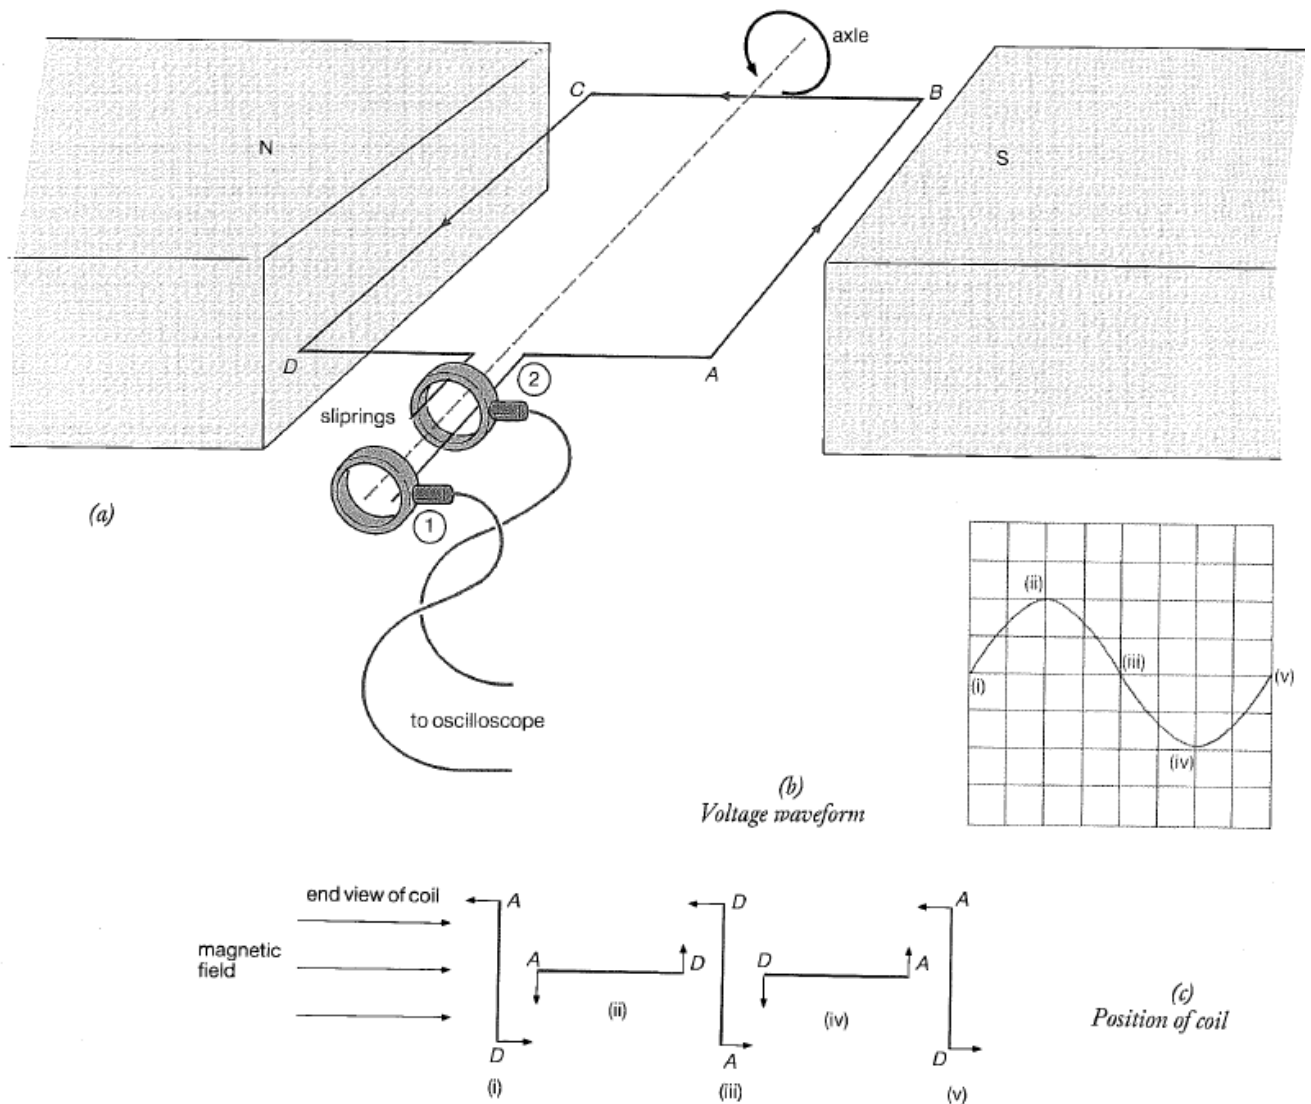 axle
C
B
N
S
D
A
2
sliprings
1
(a)
to oscilloscope
(ii)
(iii)
(i)
(v)
(iv)
(b)
Voltage waveform
end view of coil
magnetic
field
A
D
(i)
A
D
(ii)
D
A
(iii)
D
A
(iv)
A
D
(v)
(c)
Position of coil